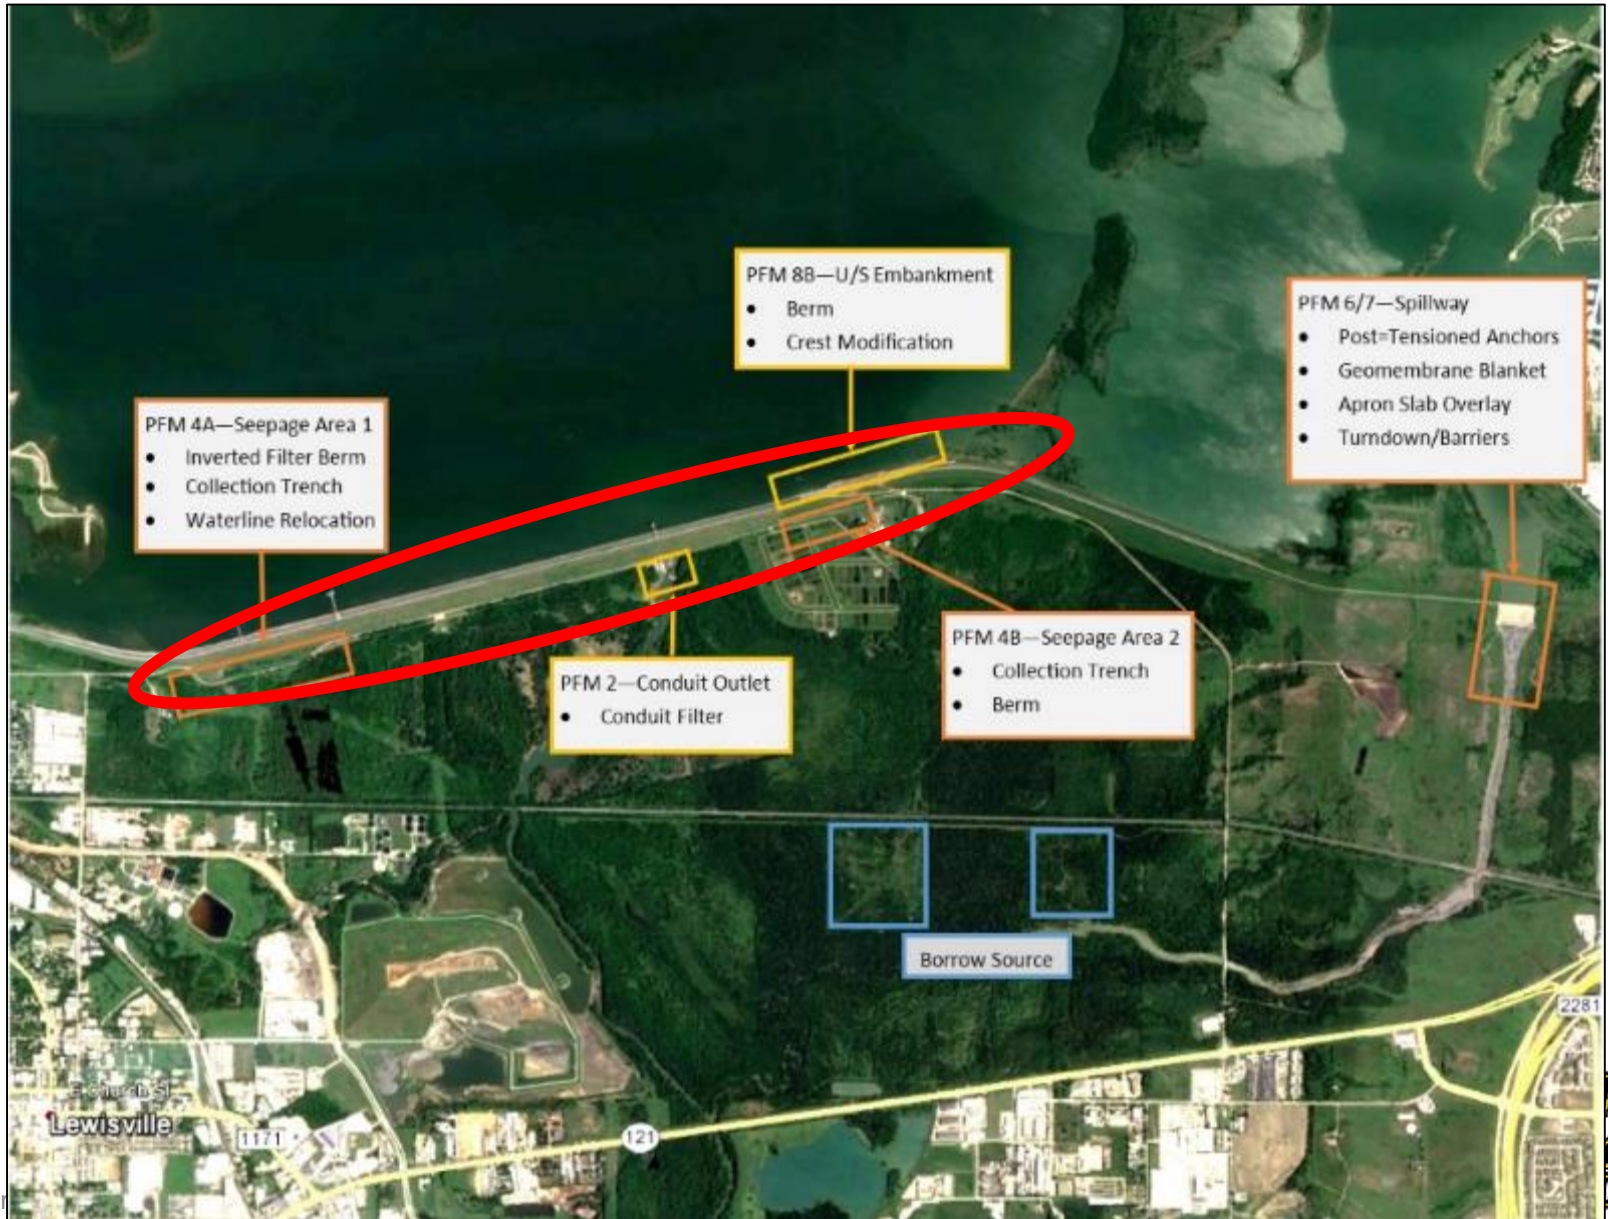 PFM 8B—U/S Embankment
• Berm
• Crest Modification
PFM 6/7—Spillway
• Post=Tensioned Anchors
• Geomembrane Blanket
• Apron Slab Overlay
• Turndown/Barriers
PFM 4A—Seepage Area 1
• Inverted Filter Berm
• Collection Trench
• Waterline Relocation
PFM 4B—Seepage Area 2
• Collection Trench
• Berm
PFM 2—Conduit Outlet
• Conduit Filter
Borrow Source
2281
E Church St
Lewisville
1171
121